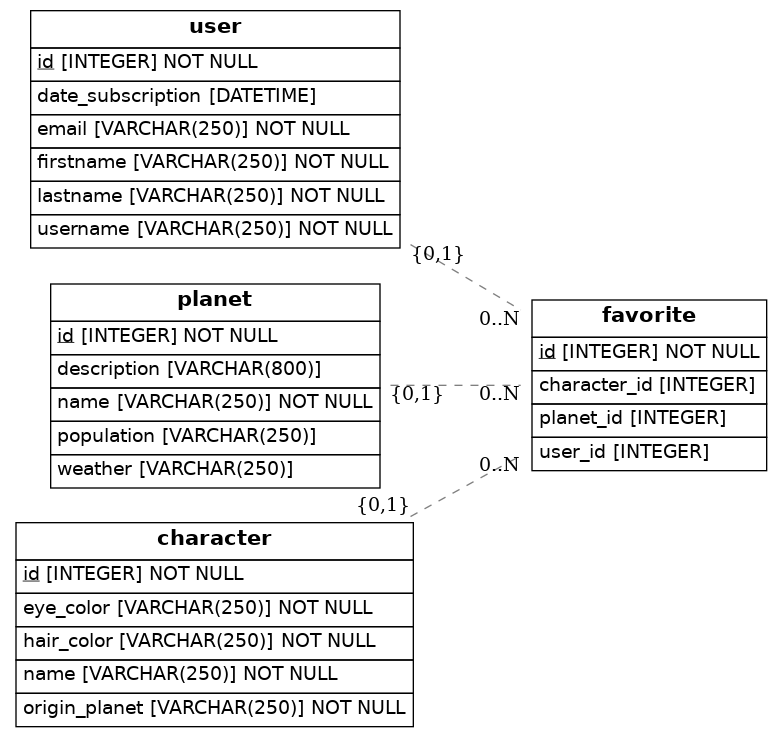 user
id [INTEGER] NOT NULL
date_subscription [DATETIME]
email [VARCHAR(250)] NOT NULL
firstname [VARCHAR(250)] NOT NULL
lastname [VARCHAR(250)] NOT NULL
username [VARCHAR(250)] NOT NULL
{0,1}
0..N
planet
id [INTEGER] NOT NULL
description [VARCHAR(800)]
name [VARCHAR(250)] NOT NULL
population [VARCHAR(250)]
weather [VARCHAR(250)]
{0,1}
0..N
favorite
id [INTEGER] NOT NULL
character_id [INTEGER]
planet_id [INTEGER]
user_id [INTEGER]
0..N
{0,1}
character
id [INTEGER] NOT NULL
eye_color [VARCHAR(250)] NOT NULL
hair_color [VARCHAR(250)] NOT NULL
name [VARCHAR(250)] NOT NULL
origin_planet [VARCHAR(250)] NOT NULL